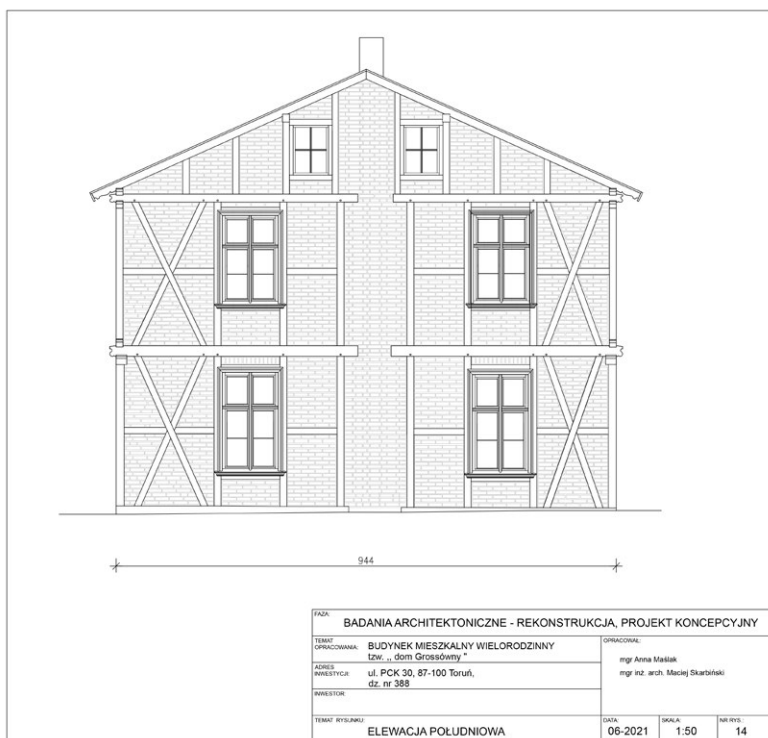 944
FAZA:
BADANIA ARCHITEKTONICZNE - REKONSTRUKCJA, PROJEKT KONCEPCYJNY
TEMAT
OPRACOWANIA:
BUDYNEK MIESZKALNY WIELORODZINNY
tzw. ,, dom Grossówny "
OPRACOWAŁ:
mgr Anna Maślak
mgr inż. arch. Maciej Skarbiński
ADRES
INWESTYCJI:
ul. PCK 30, 87-100 Toruń,
dz. nr 388
INWESTOR:
TEMAT RYSUNKU:
ELEWACJA POŁUDNIOWA
DATA:
06-2021
SKALA:
1:50
NR RYS.:
14